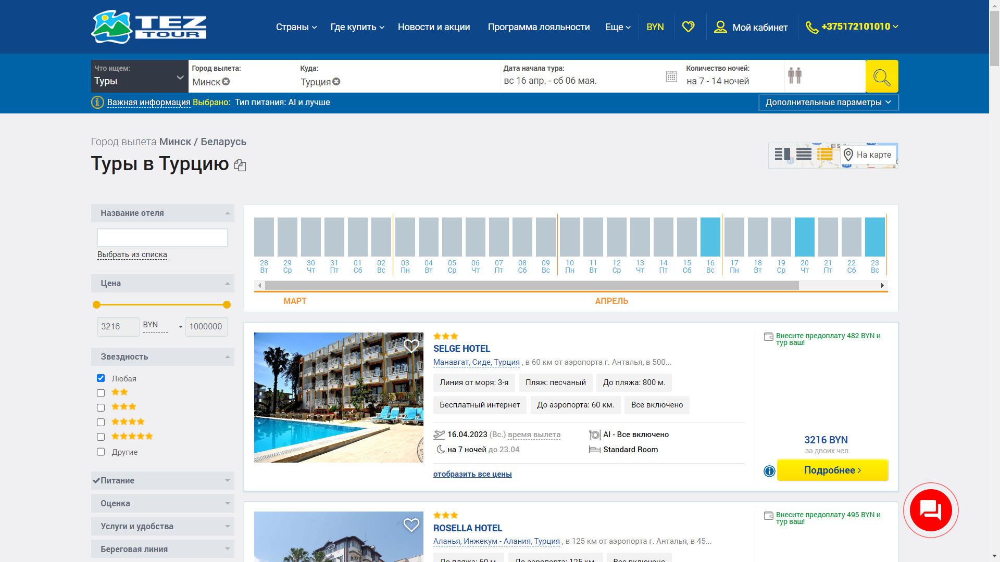 TEZ TOUR
Страны
Где купить
Новости и акции
Программа лояльности
Еще
BYN
Мой кабинет
+375172101010
Что ищем:
Туры
Город вылета:
Минск
Куда:
Турция
Дата начала тура:
вс 16 апр. - сб 06 мая.
Количество ночей:
на 7 - 14 ночей
Важная информация Выбрано: Тип питания: AI и лучше
Дополнительные параметры
Город вылета Минск / Беларусь
Туры в Турцию
На карте
Название отеля
Выбрать из списка
Цена
3216 BYN - 1000000
Звездность
Любая
Другие
Питание
Оценка
Услуги и удобства
Береговая линия
28 29 30 31 01 02 03 04 05 06 07 08 09 10 11 12 13 14 15 16 17 18 19 20 21 22 23
Вт Ср Чт Пт Сб Вс Пн Вт Ср Чт Пт Сб Вс Пн Вт Ср Чт Пт Сб Вс Пн Вт Ср Чт Пт Сб Вс
МАРТ АПРЕЛЬ
SELGE HOTEL
Манавгат, Сиде, Турция , в 60 км от аэропорта г. Анталья, в 500...
Линия от моря: 3-я
Пляж: песчаный
До пляжа: 800 м.
Бесплатный интернет
До аэропорта: 60 км.
Все включено
16.04.2023 (Вс.) время вылета
AI - Все включено
на 7 ночей до 23.04
Standard Room
отобразить все цены
Внесите предоплату 482 BYN и
тур ваш!
3216 BYN
за двоих чел.
Подробнее
ROSELLA HOTEL
Аланья, Инжекум - Алания, Турция , в 125 км от аэропорта г. Анталья, в 45...
До пляжа: 50 м.
До аэропорта: 125 км.
Все включено
Внесите предоплату 495 BYN и
тур ваш!